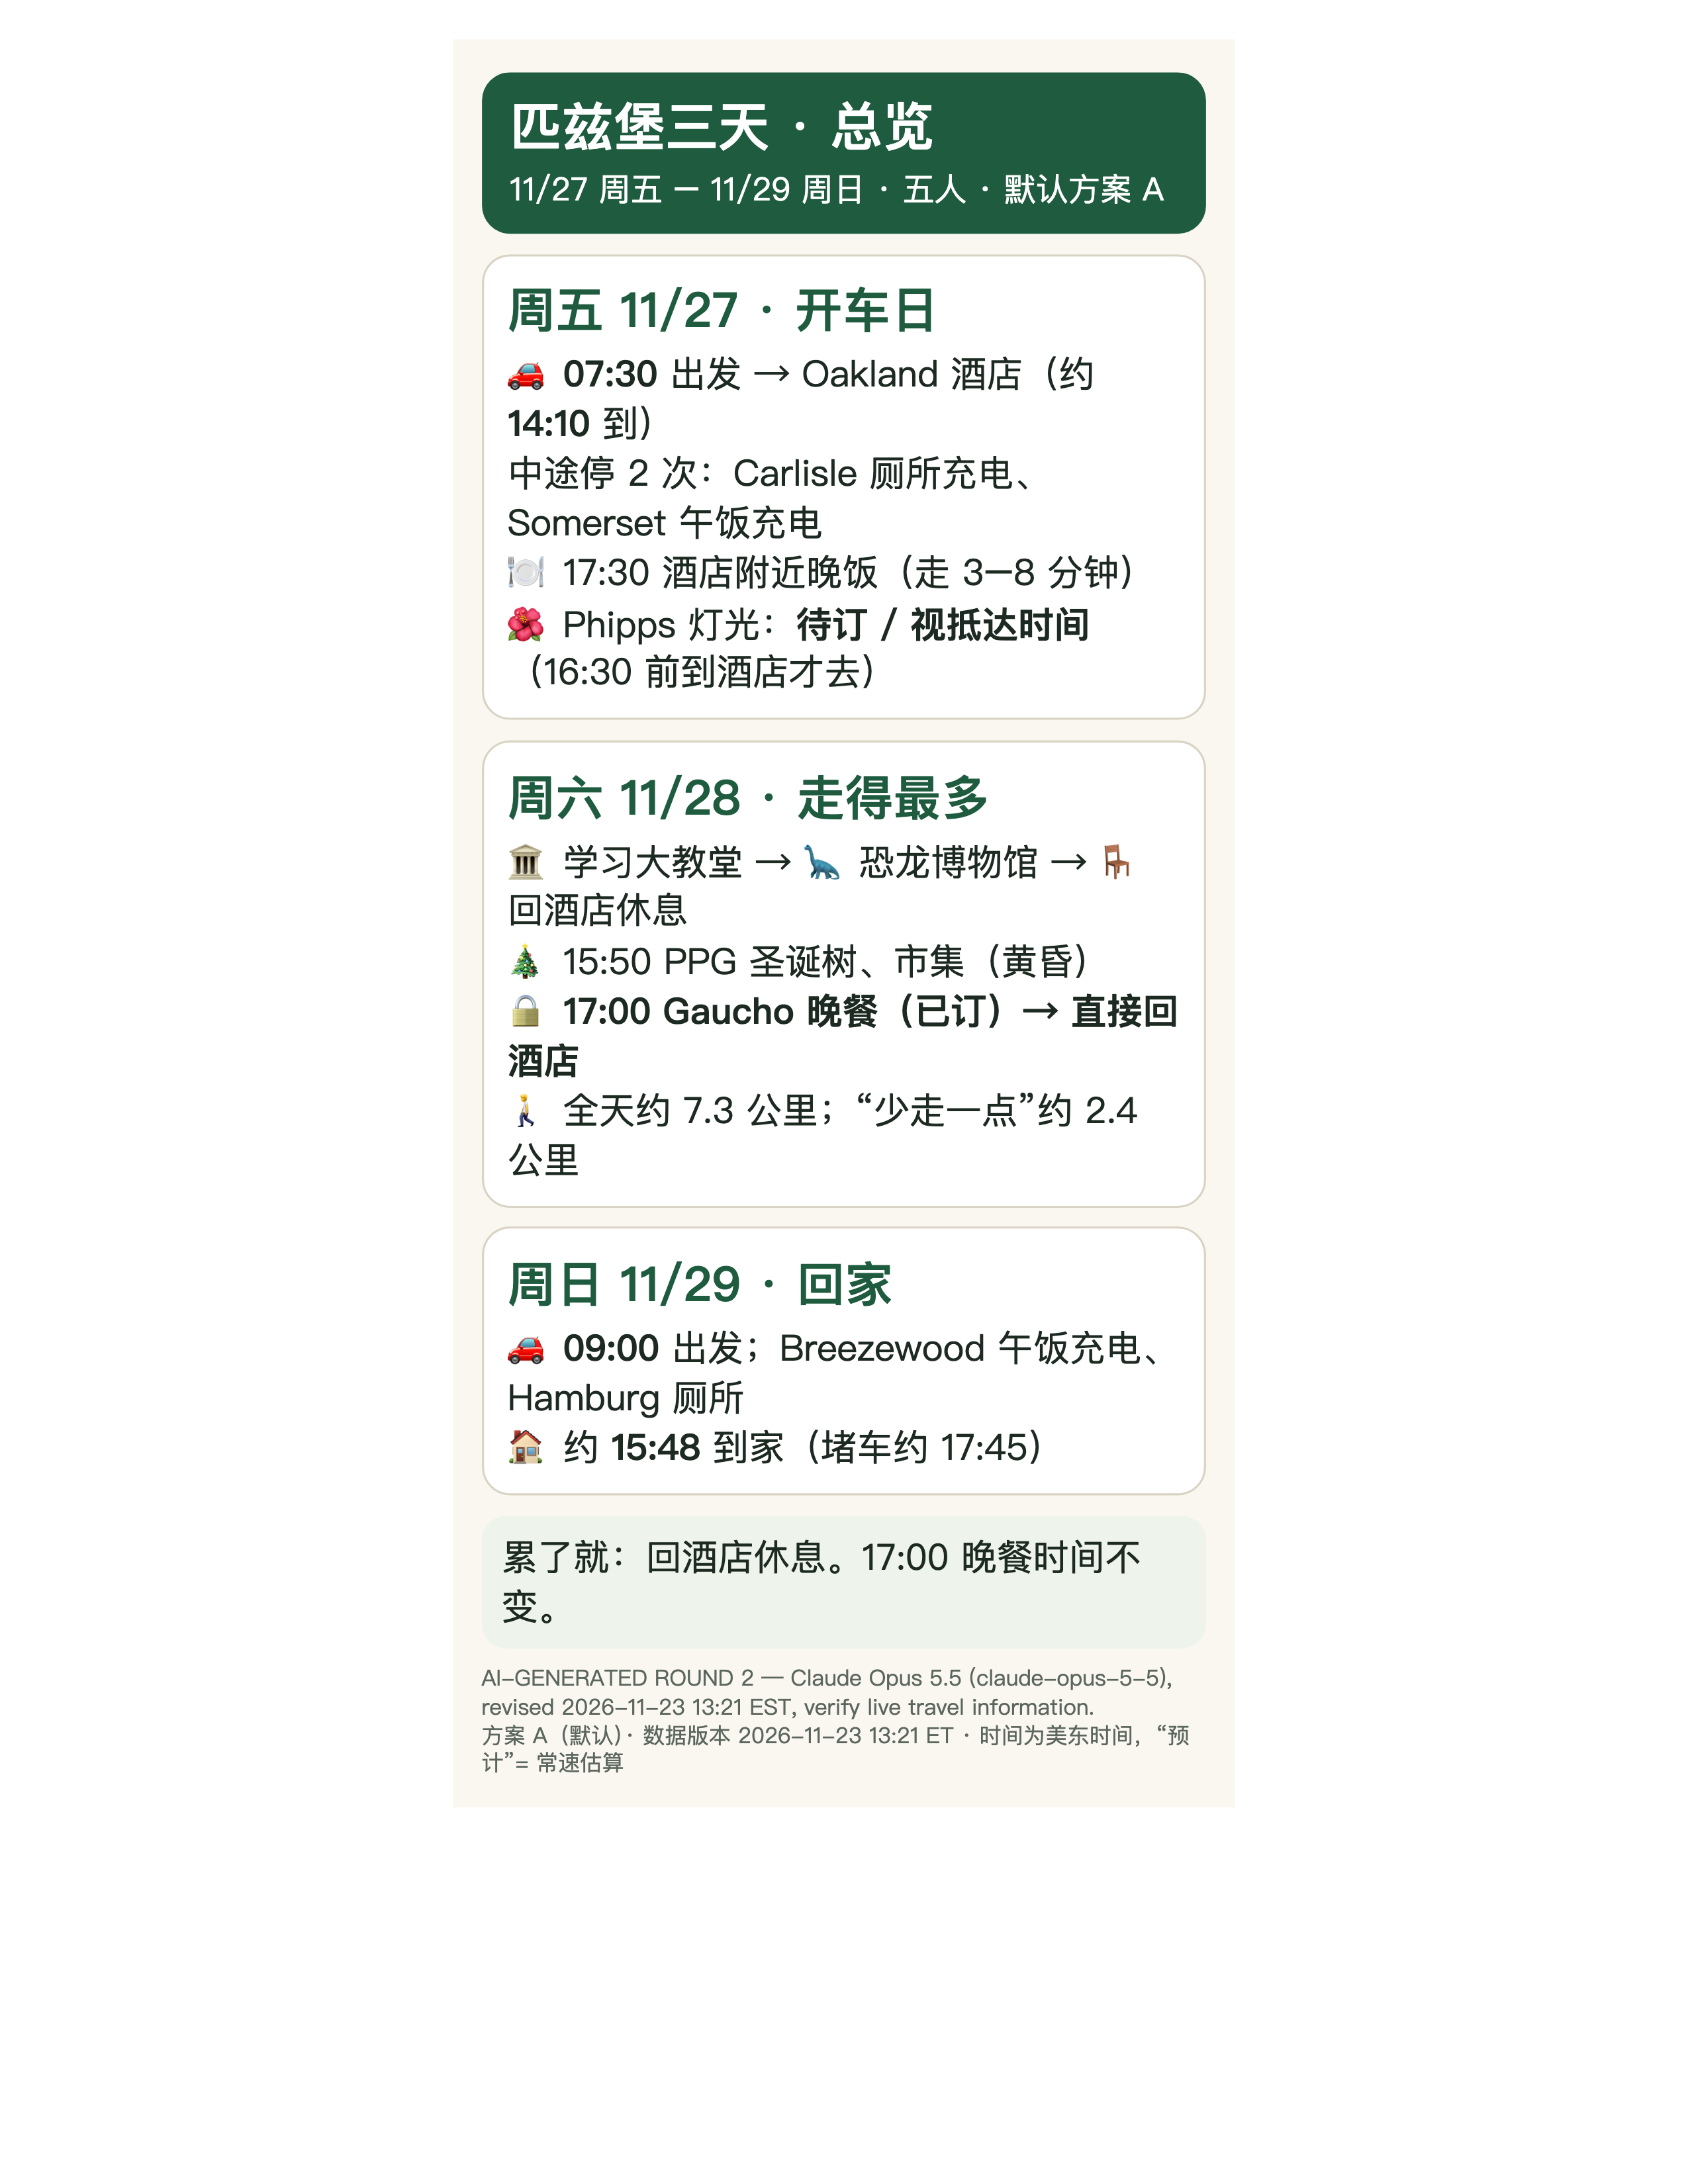 匹兹堡三天 · 总览
11/27 周五 – 11/29 周日 · 五人 · 默认方案 A
周五 11/27 · 开车日
🚗 07:30 出发 → Oakland 酒店（约
14:10 到）
中途停 2 次：Carlisle 厕所充电、
Somerset 午饭充电
🍽️ 17:30 酒店附近晚饭（走 3–8 分钟）
🌺 Phipps 灯光：待订 / 视抵达时间
（16:30 前到酒店才去）
周六 11/28 · 走得最多
🏛️ 学习大教堂 → 🦕 恐龙博物馆 → 🪑
回酒店休息
🎄 15:50 PPG 圣诞树、市集（黄昏）
🔒 17:00 Gaucho 晚餐（已订）→ 直接回
酒店
🚶 全天约 7.3 公里；“少走一点”约 2.4
公里
周日 11/29 · 回家
🚗 09:00 出发；Breezewood 午饭充电、
Hamburg 厕所
🏠 约 15:48 到家（堵车约 17:45）
累了就：回酒店休息。17:00 晚餐时间不
变。
AI-GENERATED ROUND 2 — Claude Opus 5.5 (claude-opus-5-5),
revised 2026-11-23 13:21 EST, verify live travel information.
方案 A（默认）· 数据版本 2026-11-23 13:21 ET · 时间为美东时间，“预
计”= 常速估算